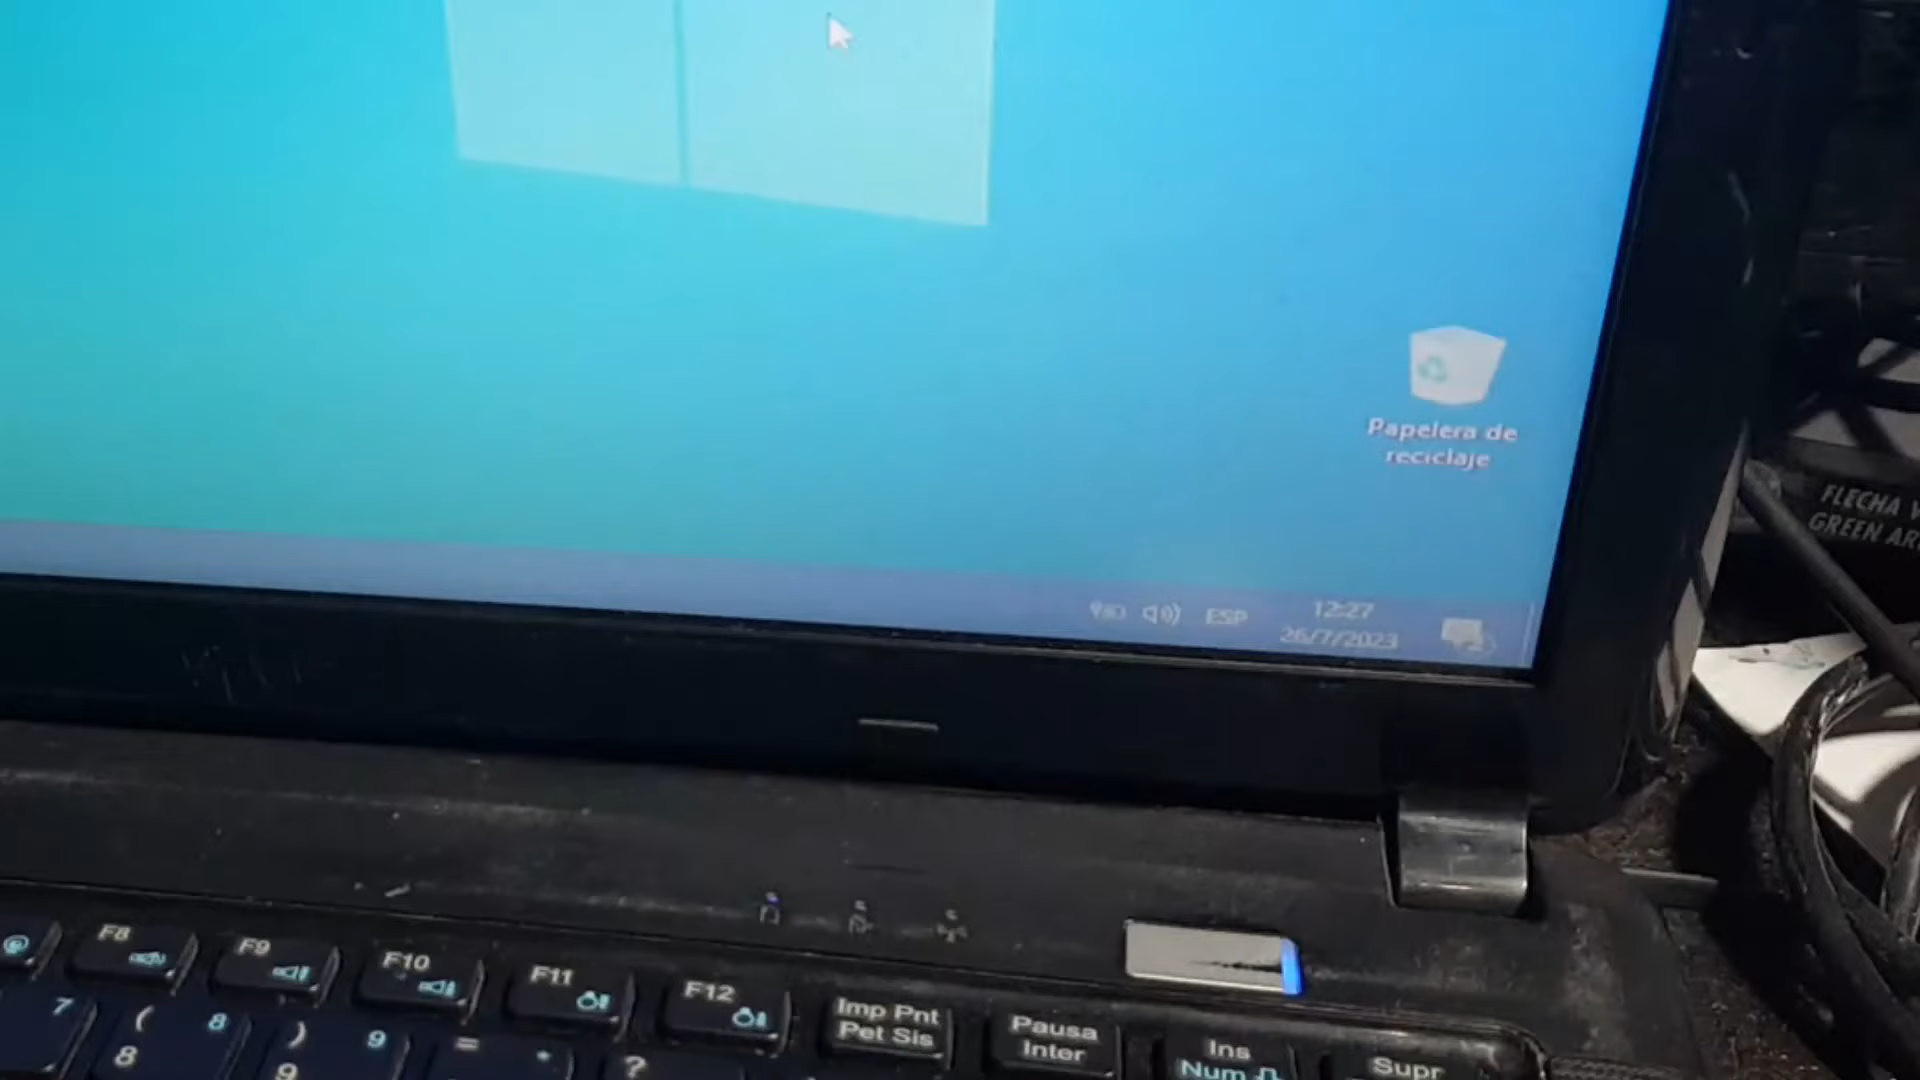 Papelera de
reciclaje
FLECHA V
GREEN AR
ESP
12:27
26/7/2023
F8
F9
F10
F11
F12
Imp Pnt
Pet Sis
Pausa
Inter
Ins
Num
Supr
7
( 8
8
) 9
9
= *
?